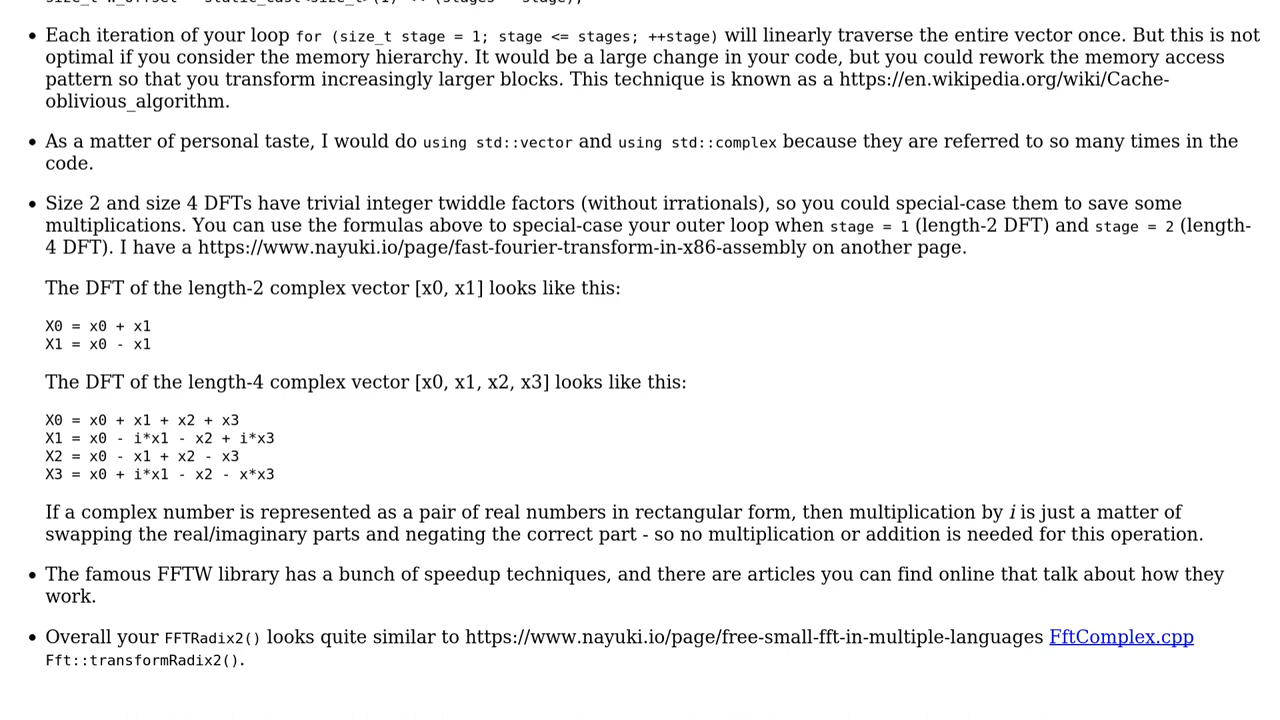 Each iteration of your loop for (size_t stage = 1; stage <= stages; ++stage) will linearly traverse the entire vector once. But this is not
optimal if you consider the memory hierarchy. It would be a large change in your code, but you could rework the memory access
pattern so that you transform increasingly larger blocks. This technique is known as a https://en.wikipedia.org/wiki/Cache-
oblivious_algorithm.
As a matter of personal taste, I would do using std::vector and using std::complex because they are referred to so many times in the
code.
Size 2 and size 4 DFTs have trivial integer twiddle factors (without irrationals), so you could special-case them to save some
multiplications. You can use the formulas above to special-case your outer loop when stage = 1 (length-2 DFT) and stage = 2 (length-
4 DFT). I have a https://www.nayuki.io/page/fast-fourier-transform-in-x86-assembly on another page.
The DFT of the length-2 complex vector [x0, x1] looks like this:
X0 = x0 + x1
X1 = x0 - x1
The DFT of the length-4 complex vector [x0, x1, x2, x3] looks like this:
X0 = x0 + x1 + x2 + x3
X1 = x0 - i*x1 - x2 + i*x3
X2 = x0 - x1 + x2 - x3
X3 = x0 + i*x1 - x2 - x*x3
If a complex number is represented as a pair of real numbers in rectangular form, then multiplication by i is just a matter of
swapping the real/imaginary parts and negating the correct part - so no multiplication or addition is needed for this operation.
The famous FFTW library has a bunch of speedup techniques, and there are articles you can find online that talk about how they
work.
Overall your FFTRadix2() looks quite similar to https://www.nayuki.io/page/free-small-fft-in-multiple-languages FftComplex.cpp
Fft::transformRadix2().